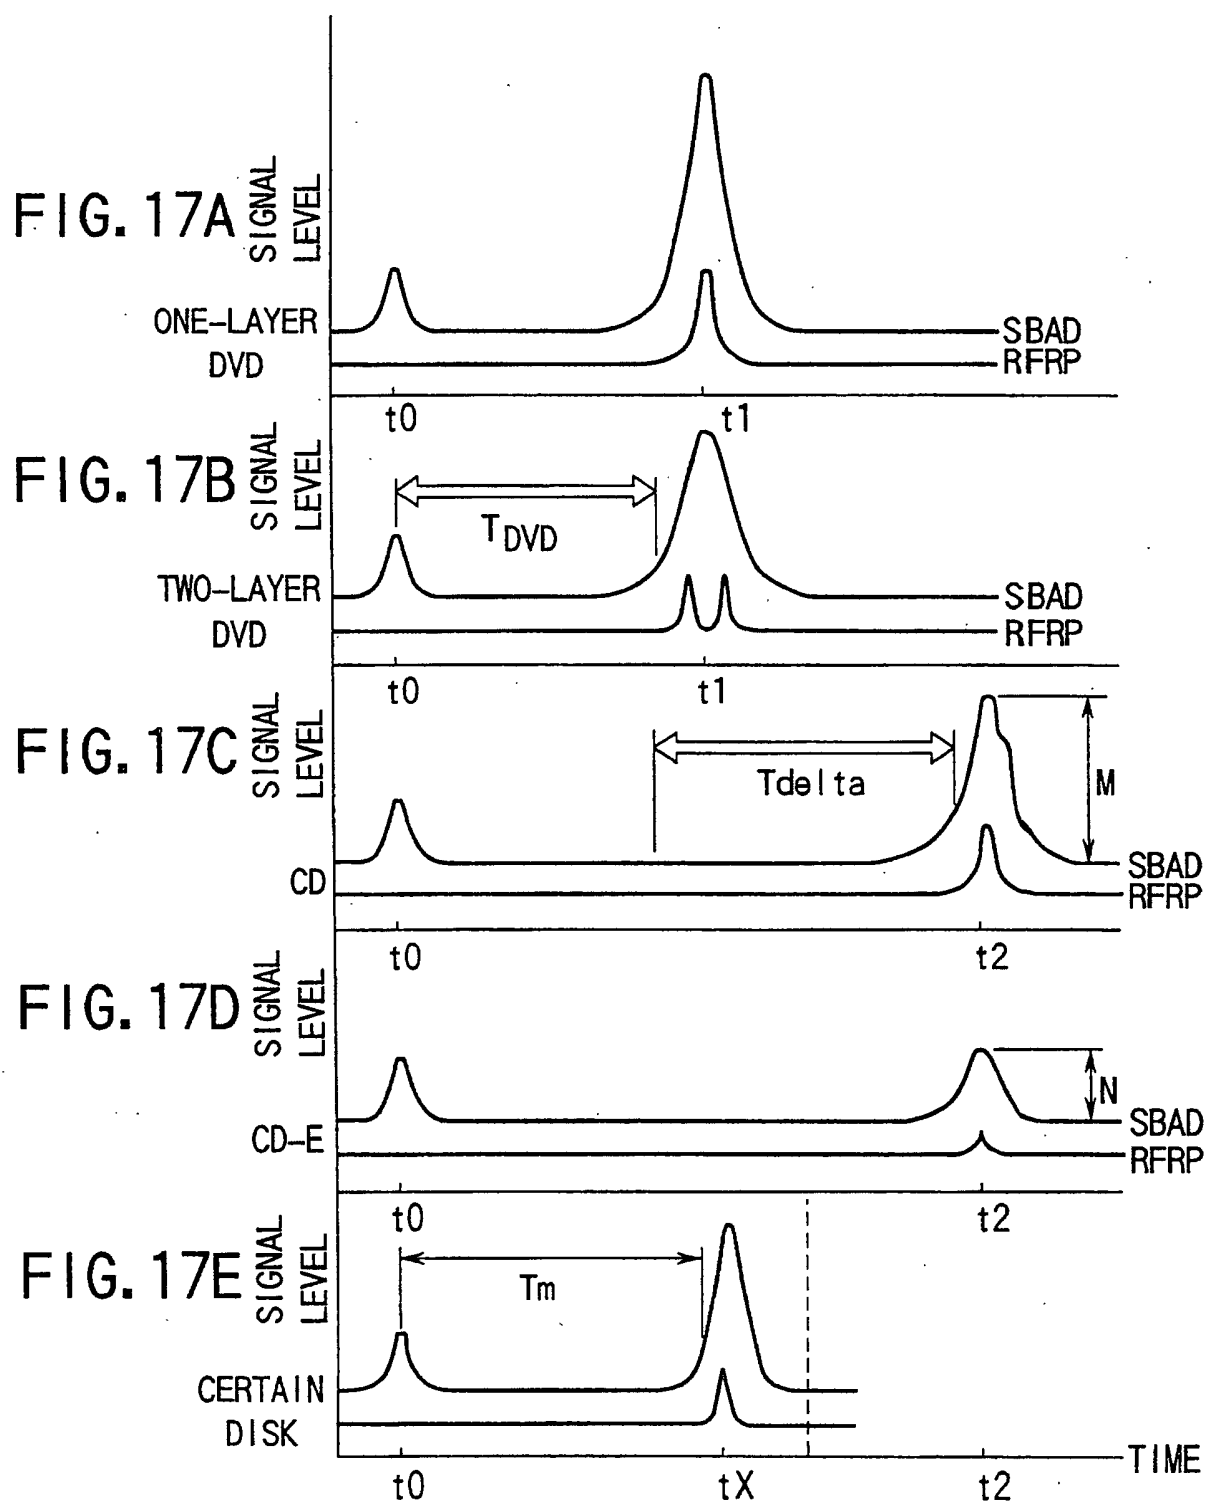 FIG. 17A
SIGNAL
LEVEL
ONE-LAYER
DVD
SBAD
RFRP
t0
t1
FIG. 17B
SIGNAL
LEVEL
TDVD
TWO-LAYER
DVD
SBAD
RFRP
t0
t1
FIG. 17C
SIGNAL
LEVEL
Tdelta
M
CD
SBAD
RFRP
t0
t2
FIG. 17D
SIGNAL
LEVEL
N
CD-E
SBAD
RFRP
t0
t2
FIG. 17E
SIGNAL
LEVEL
Tm
CERTAIN
DISK
TIME
t0
tX
t2